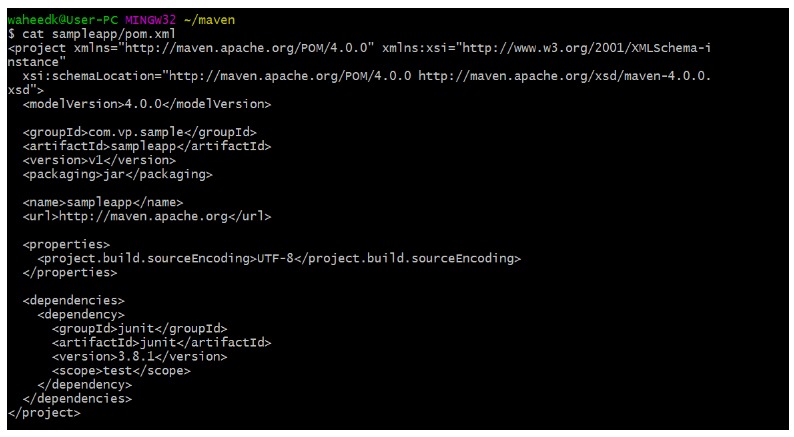 waheedk@User-PC MINGW32 ~/maven
$ cat sampleapp/pom.xml
<project xmlns="http://maven.apache.org/POM/4.0.0" xmlns:xsi="http://www.w3.org/2001/XMLSchema-i
nstance"
  xsi:schemaLocation="http://maven.apache.org/POM/4.0.0 http://maven.apache.org/xsd/maven-4.0.0.
xsd">
  <modelVersion>4.0.0</modelVersion>

  <groupId>com.vp.sample</groupId>
  <artifactId>sampleapp</artifactId>
  <version>v1</version>
  <packaging>jar</packaging>

  <name>sampleapp</name>
  <url>http://maven.apache.org</url>

  <properties>
    <project.build.sourceEncoding>UTF-8</project.build.sourceEncoding>
  </properties>

  <dependencies>
    <dependency>
      <groupId>junit</groupId>
      <artifactId>junit</artifactId>
      <version>3.8.1</version>
      <scope>test</scope>
    </dependency>
  </dependencies>
</project>